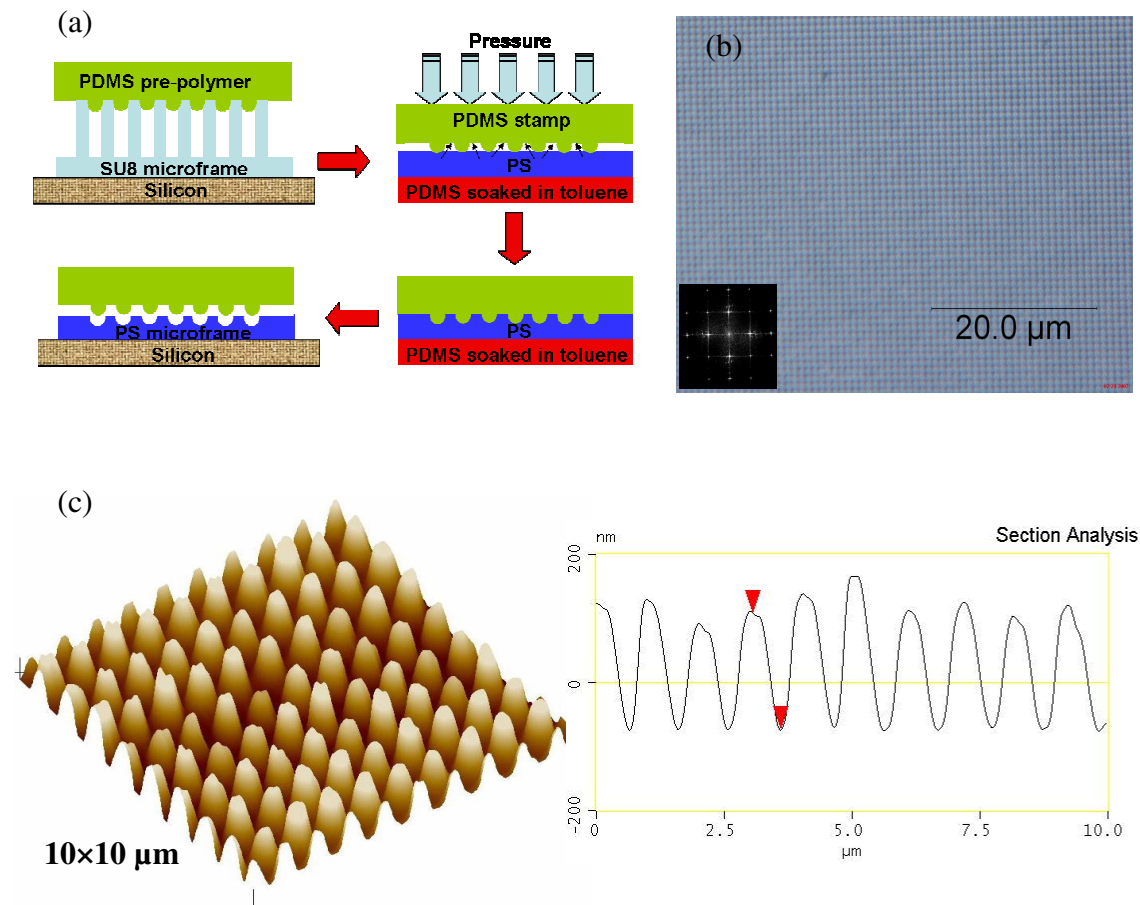 (a)
PDMS pre-polymer
SU8 microframe
Silicon
Pressure
PDMS stamp
PS
PDMS soaked in toluene
PS
PDMS soaked in toluene
PS microframe
Silicon
(b)
20.0 µm
(c)
10×10 µm
Section Analysis
nm
200
0
-200
0
2.5
5.0
7.5
10.0
µm